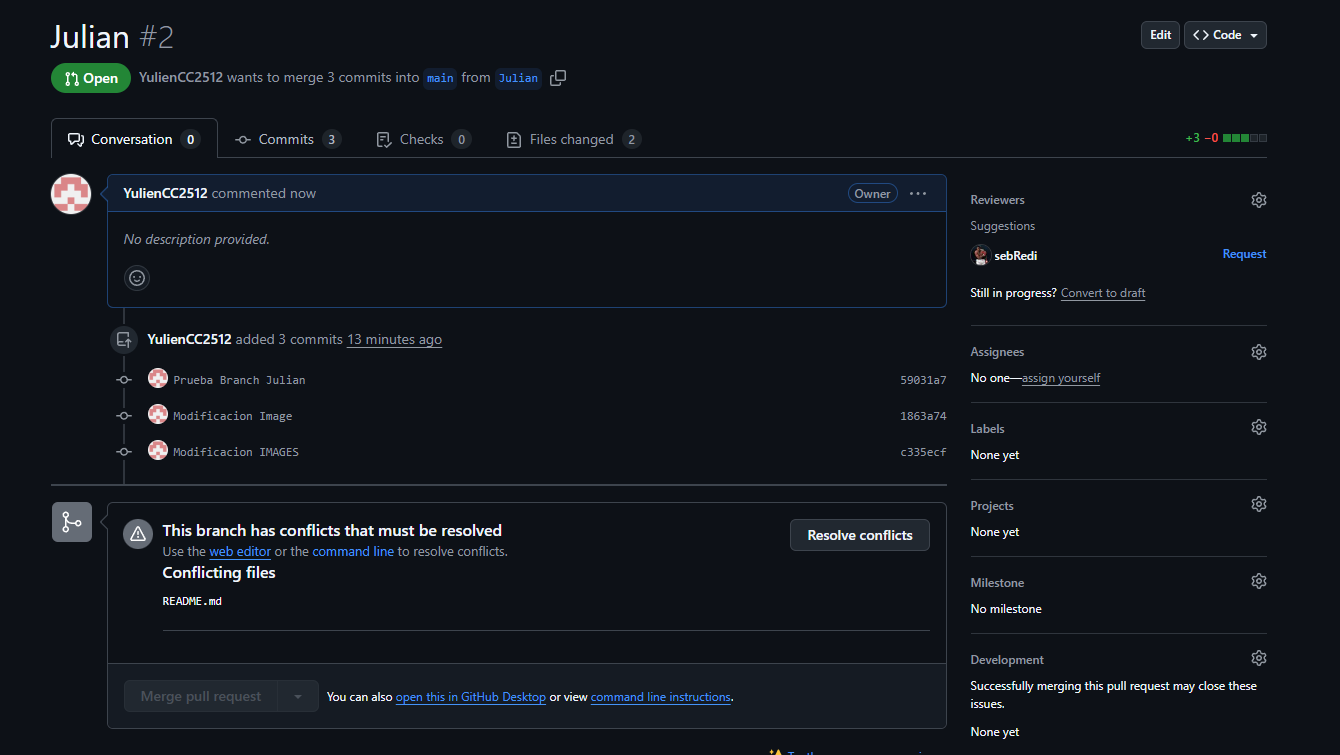 Julian #2
Edit
Code
Open
YulienCC2512 wants to merge 3 commits into main from Julian
Conversation 0
Commits 3
Checks 0
Files changed 2
+3 −0
YulienCC2512 commented now
Owner
No description provided.
YulienCC2512 added 3 commits 13 minutes ago
Prueba Branch Julian 59031a7
Modificacion Image 1863a74
Modificacion IMAGES c335ecf
This branch has conflicts that must be resolved
Use the web editor or the command line to resolve conflicts.
Resolve conflicts
Conflicting files
README.md
Merge pull request
You can also open this in GitHub Desktop or view command line instructions.
Reviewers
Suggestions
sebRedi Request
Still in progress? Convert to draft
Assignees
No one—assign yourself
Labels
None yet
Projects
None yet
Milestone
No milestone
Development
Successfully merging this pull request may close these
issues.
None yet